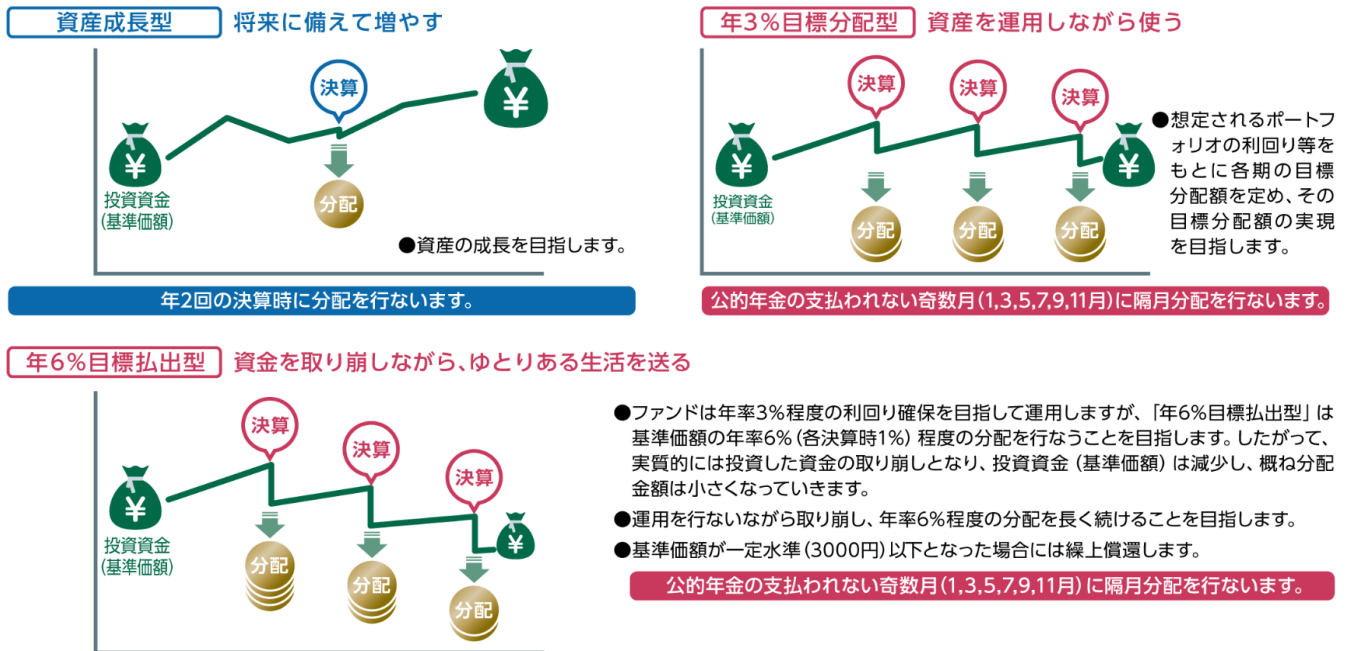 資産成長型 将来に備えて増やす
決算
¥
¥
投資資金
(基準価額)
分配
●資産の成長を目指します。
年2回の決算時に分配を行ないます。
年3%目標分配型 資産を運用しながら使う
決算
決算
決算
¥
¥
投資資金
(基準価額)
分配
分配
分配
●想定されるポートフ
ォリオの利回り等を
もとに各期の目標
分配額を定め、その
目標分配額の実現
を目指します。
公的年金の支払われない奇数月(1,3,5,7,9,11月)に隔月分配を行ないます。
年6%目標払出型 資金を取り崩しながら、ゆとりある生活を送る
決算
決算
決算
¥
¥
投資資金
(基準価額)
分配
分配
分配
●ファンドは年率3%程度の利回り確保を目指して運用しますが、「年6%目標払出型」は
基準価額の年率6%(各決算時1%)程度の分配を行なうことを目指します。したがって、
実質的には投資した資金の取り崩しとなり、投資資金(基準価額)は減少し、概ね分配
金額は小さくなっていきます。
●運用を行ないながら取り崩し、年率6%程度の分配を長く続けることを目指します。
●基準価額が一定水準(3000円)以下となった場合には繰上償還します。
公的年金の支払われない奇数月(1,3,5,7,9,11月)に隔月分配を行ないます。